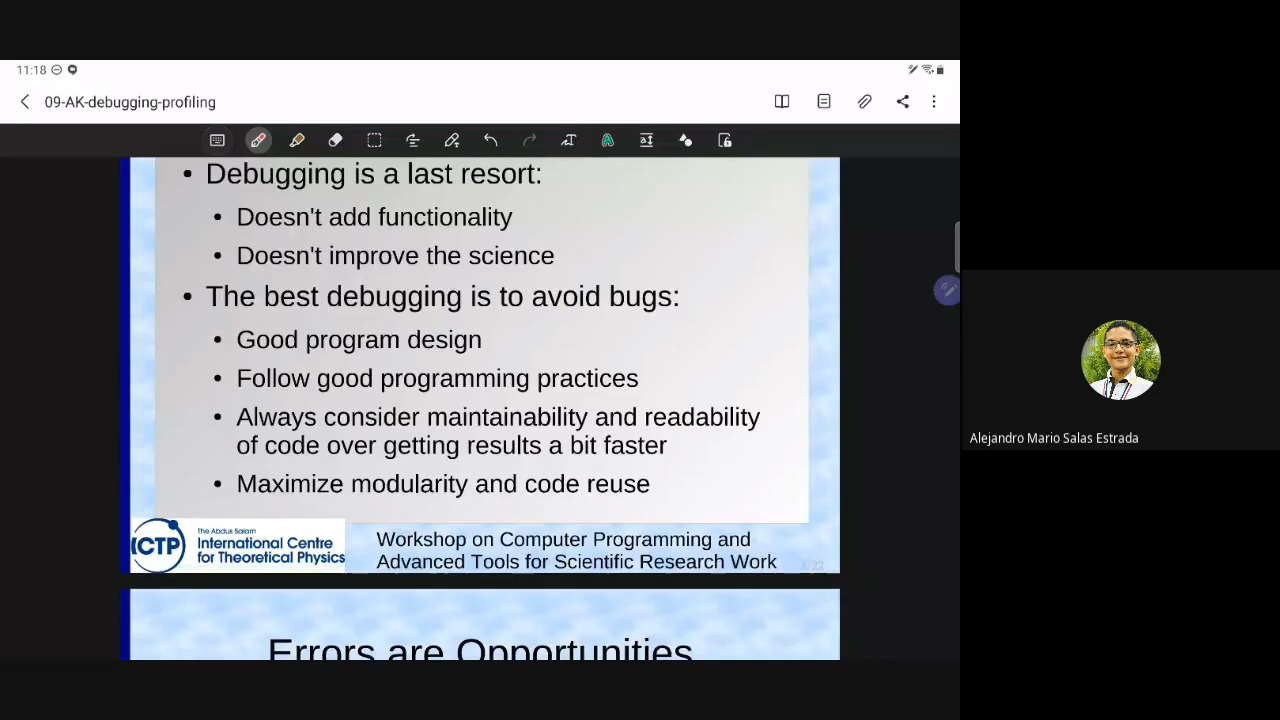 11:18
09-AK-debugging-profiling
• Debugging is a last resort:
• Doesn't add functionality
• Doesn't improve the science
• The best debugging is to avoid bugs:
• Good program design
• Follow good programming practices
• Always consider maintainability and readability
of code over getting results a bit faster
• Maximize modularity and code reuse
ICTP
The Abdus Salam
International Centre
for Theoretical Physics
Workshop on Computer Programming and
Advanced Tools for Scientific Research Work
Errors are Opportunities
Alejandro Mario Salas Estrada